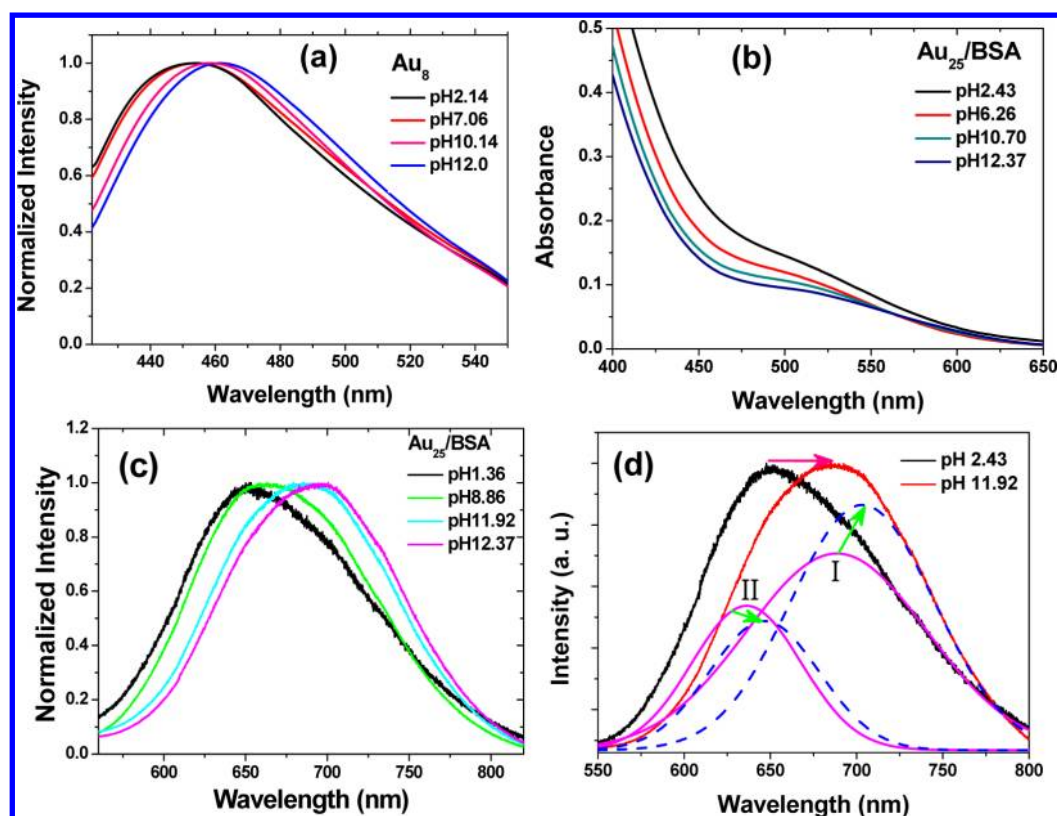 (a)
Au8
pH2.14
pH7.06
pH10.14
pH12.0
Normalized Intensity
1.0
0.8
0.6
0.4
0.2
0.0
440 460 480 500 520 540
Wavelength (nm)
(b)
Au25/BSA
pH2.43
pH6.26
pH10.70
pH12.37
Absorbance
0.5
0.4
0.3
0.2
0.1
0.0
400 450 500 550 600 650
Wavelength (nm)
(c)
Au25/BSA
pH1.36
pH8.86
pH11.92
pH12.37
Normalized Intensity
1.2
1.0
0.8
0.6
0.4
0.2
0.0
600 650 700 750 800
Wavelength (nm)
(d)
pH 2.43
pH 11.92
I
II
Intensity (a. u.)
550 600 650 700 750 800
Wavelength (nm)